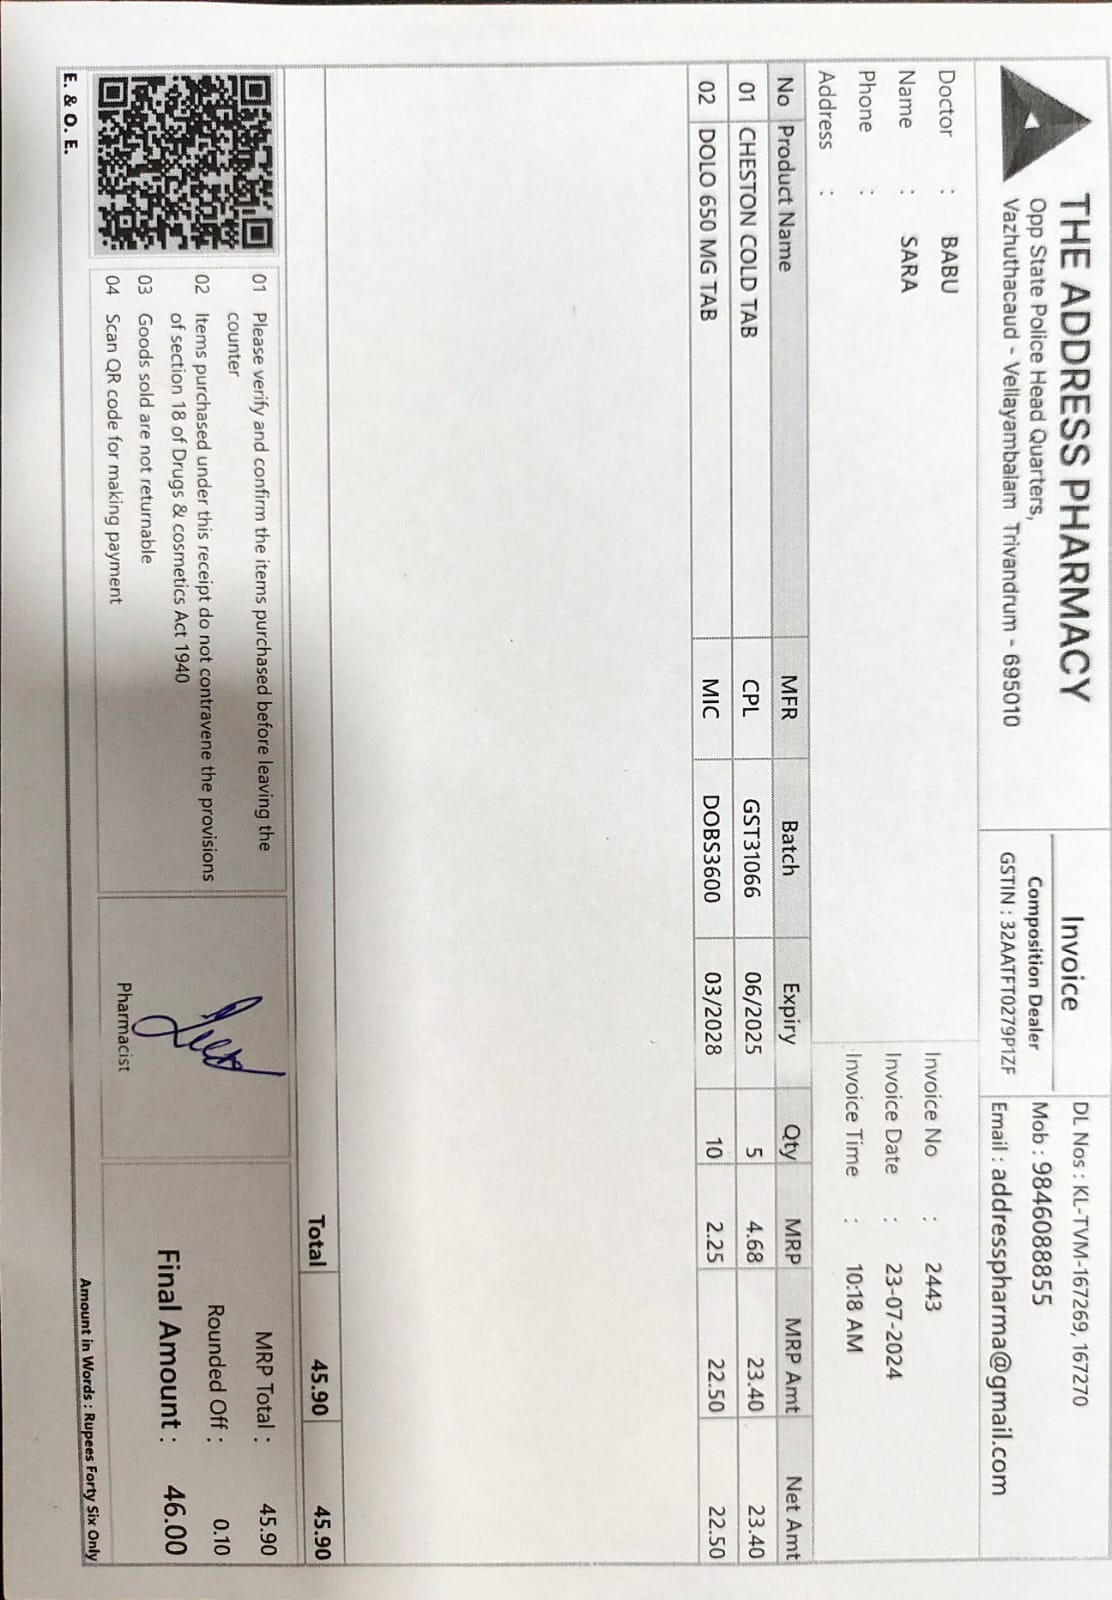 THE ADDRESS PHARMACY
Opp State Police Head Quarters,
Vazhuthacaud - Vellayambalam Trivandrum - 695010
Invoice
Composition Dealer
GSTIN : 32AATFT0279P1ZF
DL Nos : KL-TVM-167269, 167270
Mob : 9846088855
Email : addresspharma@gmail.com
Doctor : BABU
Name : SARA
Phone :
Address :
Invoice No : 2443
Invoice Date : 23-07-2024
Invoice Time : 10:18 AM
No Product Name MFR Batch Expiry Qty MRP MRP Amt Net Amt
01 CHESTON COLD TAB CPL GST31066 06/2025 5 4.68 23.40 23.40
02 DOLO 650 MG TAB MIC DOBS3600 03/2028 10 2.25 22.50 22.50
Total 45.90 45.90
01 Please verify and confirm the items purchased before leaving the
counter
02 Items purchased under this receipt do not contravene the provisions
of section 18 of Drugs & cosmetics Act 1940
03 Goods sold are not returnable
04 Scan QR code for making payment
E. & O. E.
Pharmacist
MRP Total : 45.90
Rounded Off : 0.10
Final Amount : 46.00
Amount in Words : Rupees Forty Six Only